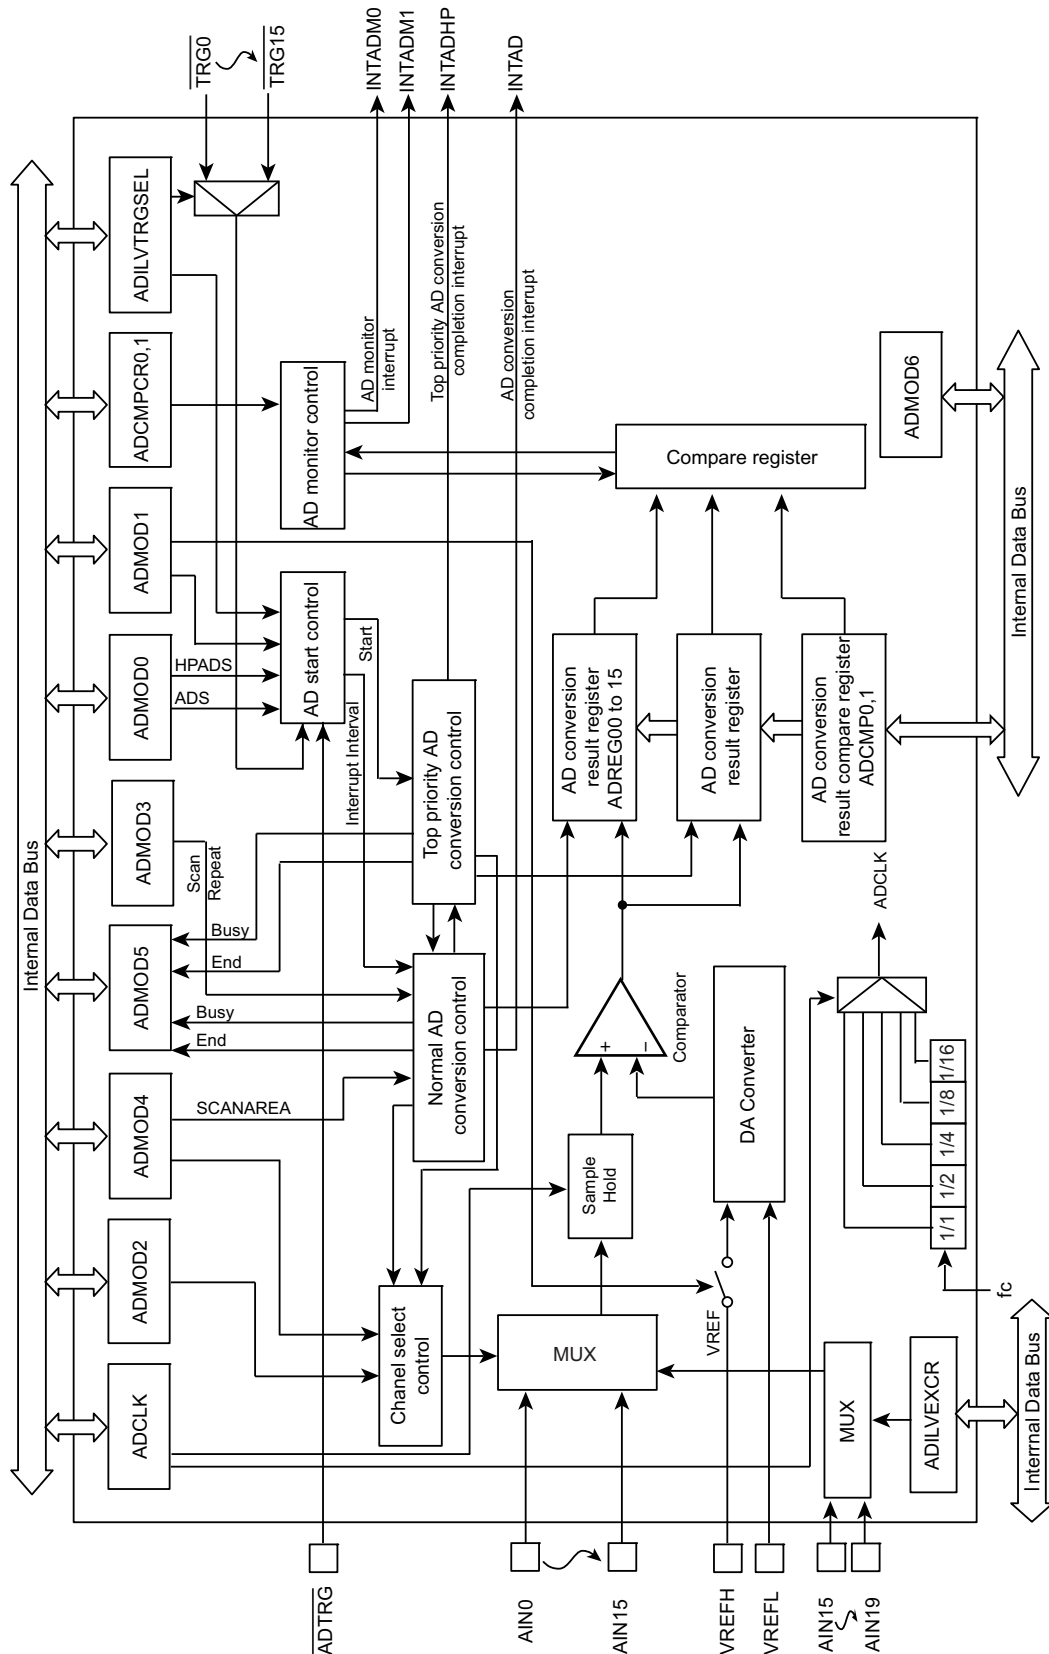 Internal Data Bus
ADCLK
ADMOD2
ADMOD4
ADMOD5
ADMOD3
ADMOD0
ADMOD1
ADCMPCR0,1
ADILVTRGSEL
TRG0
TRG15
SCANAREA
End
Busy
End
Busy
Scan
Repeat
ADS
HPADS
AD start control
Interrupt Interval
Start
AD monitor control
AD monitor
interrupt
INTADM0
INTADM1
Top priority AD conversion
completion interrupt
INTADHP
AD conversion
completion interrupt
INTAD
ADTRG
Chanel select
control
Normal AD
conversion control
Top priority AD
conversion control
AIN0
AIN15
MUX
Sample
Hold
+
−
Comparator
AD conversion
result register
ADREG00 to 15
AD conversion
result register
AD conversion
result compare register
ADCMP0,1
Compare register
VREFH
VREFL
VREF
DA Converter
AIN15
AIN19
MUX
ADILVEXCR
Internal Data Bus
fc
1/1
1/2
1/4
1/8
1/16
ADCLK
ADMOD6
Internal Data Bus